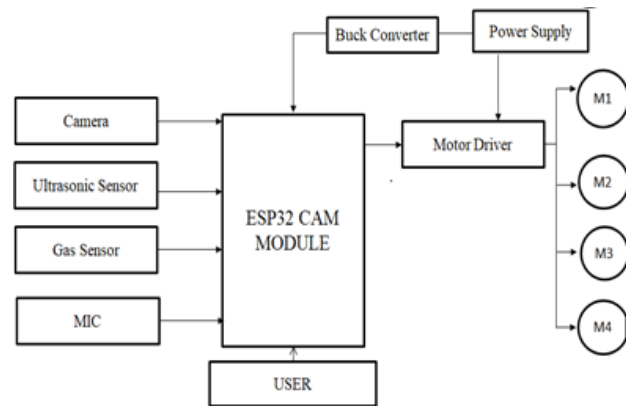 Buck Converter
Power Supply
Camera
Ultrasonic Sensor
Gas Sensor
MIC
ESP32 CAM
MODULE
USER
Motor Driver
M1
M2
M3
M4